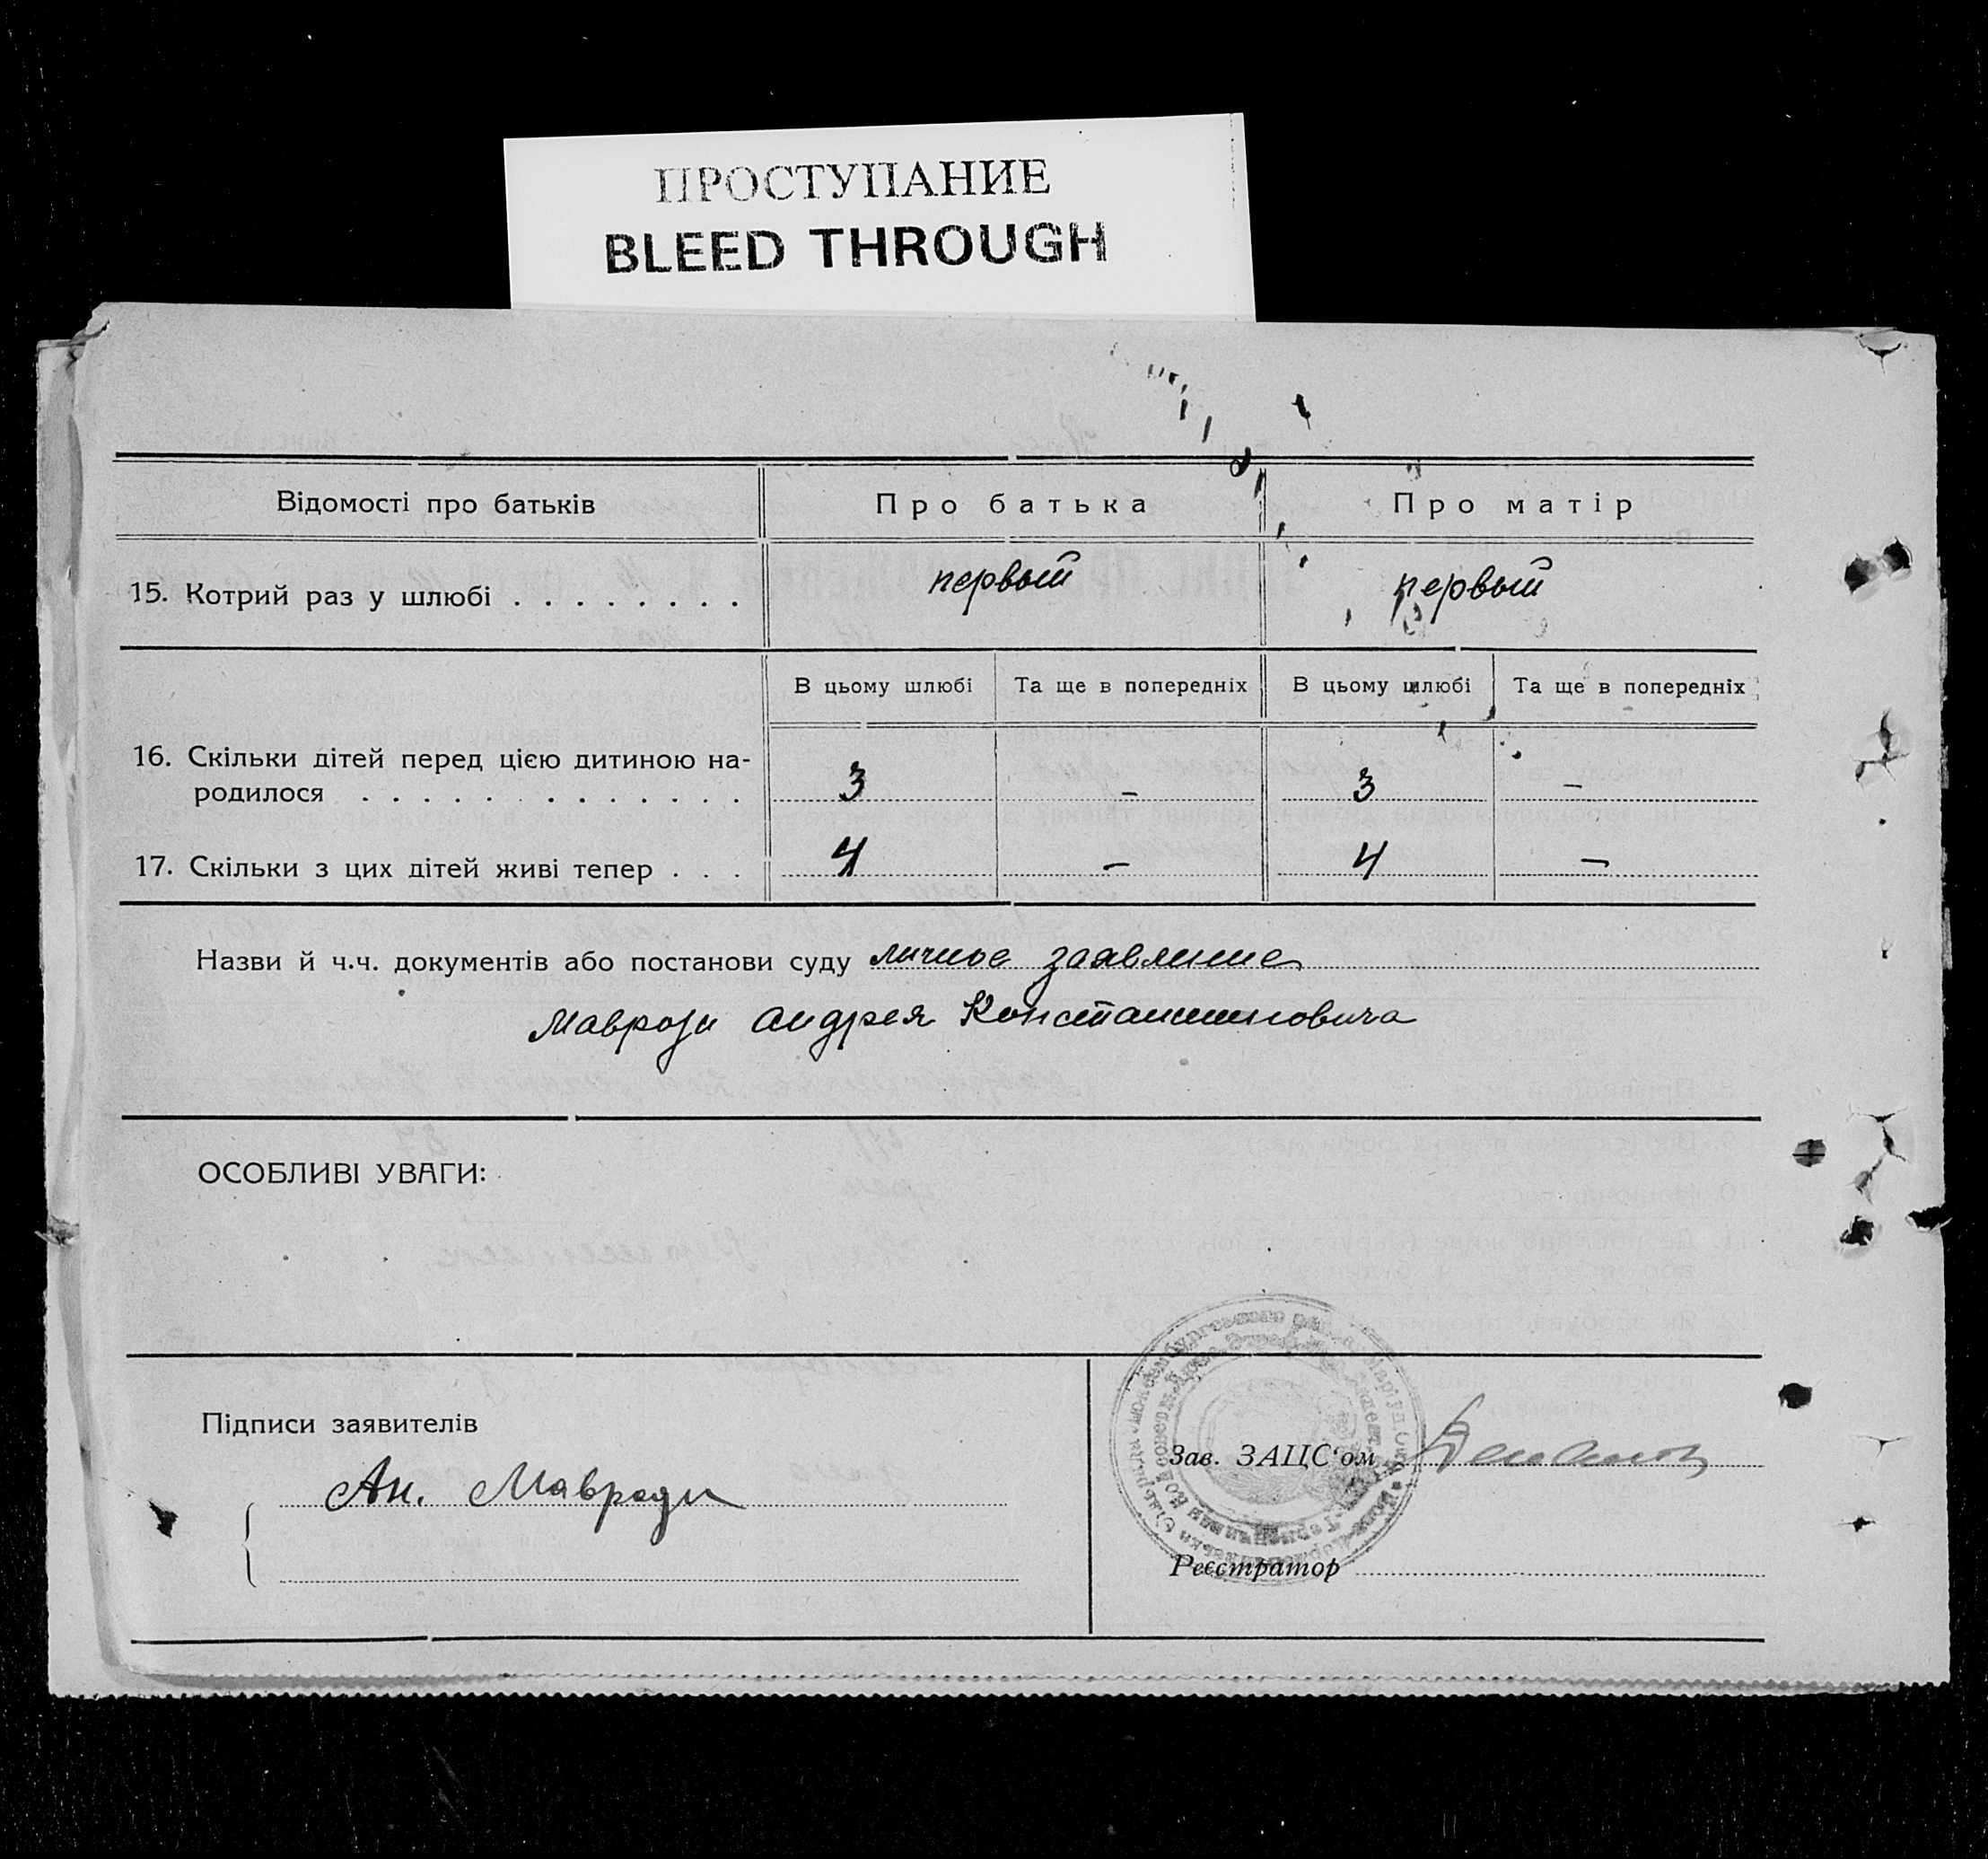 ПРОСТУПАНИЕ
BLEED THROUGH
Відомості про батьків Про батька Про матір
15. Котрий раз у шлюбі . . . . . . . . первый первый
В цьому шлюбі Та ще в попередніх В цьому шлюбі Та ще в попередніх
16. Скільки дітей перед цією дитиною на-
родилося . . . . . . . . . . . . . 3 – 3 –
17. Скільки з цих дітей живі тепер . . . 4 – 4 –
Назви й ч.ч. документів або постанови суду личное заявление
Мавроди Андрея Константиновича
ОСОБЛИВІ УВАГИ:
Підписи заявителів
Ан. Мавроди
Зав. ЗАЦС'ом
Реєстратор